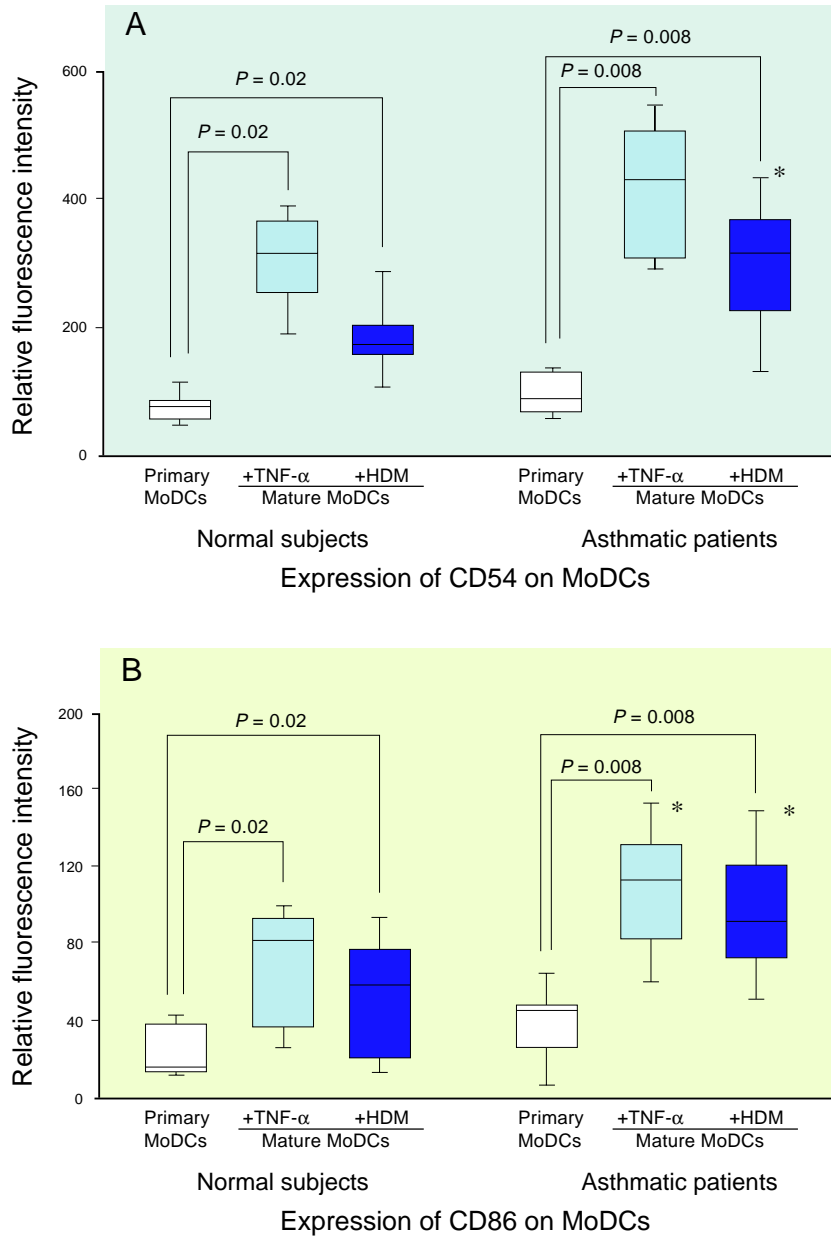 A
Relative fluorescence intensity
600
400
200
0
P = 0.02
P = 0.02
P = 0.008
P = 0.008
*
Primary MoDCs
+TNF-α
+HDM
Mature MoDCs
Primary MoDCs
+TNF-α
+HDM
Mature MoDCs
Normal subjects
Asthmatic patients
Expression of CD54 on MoDCs
B
Relative fluorescence intensity
200
160
120
80
40
0
P = 0.02
P = 0.02
P = 0.008
P = 0.008
*
*
Primary MoDCs
+TNF-α
+HDM
Mature MoDCs
Primary MoDCs
+TNF-α
+HDM
Mature MoDCs
Normal subjects
Asthmatic patients
Expression of CD86 on MoDCs